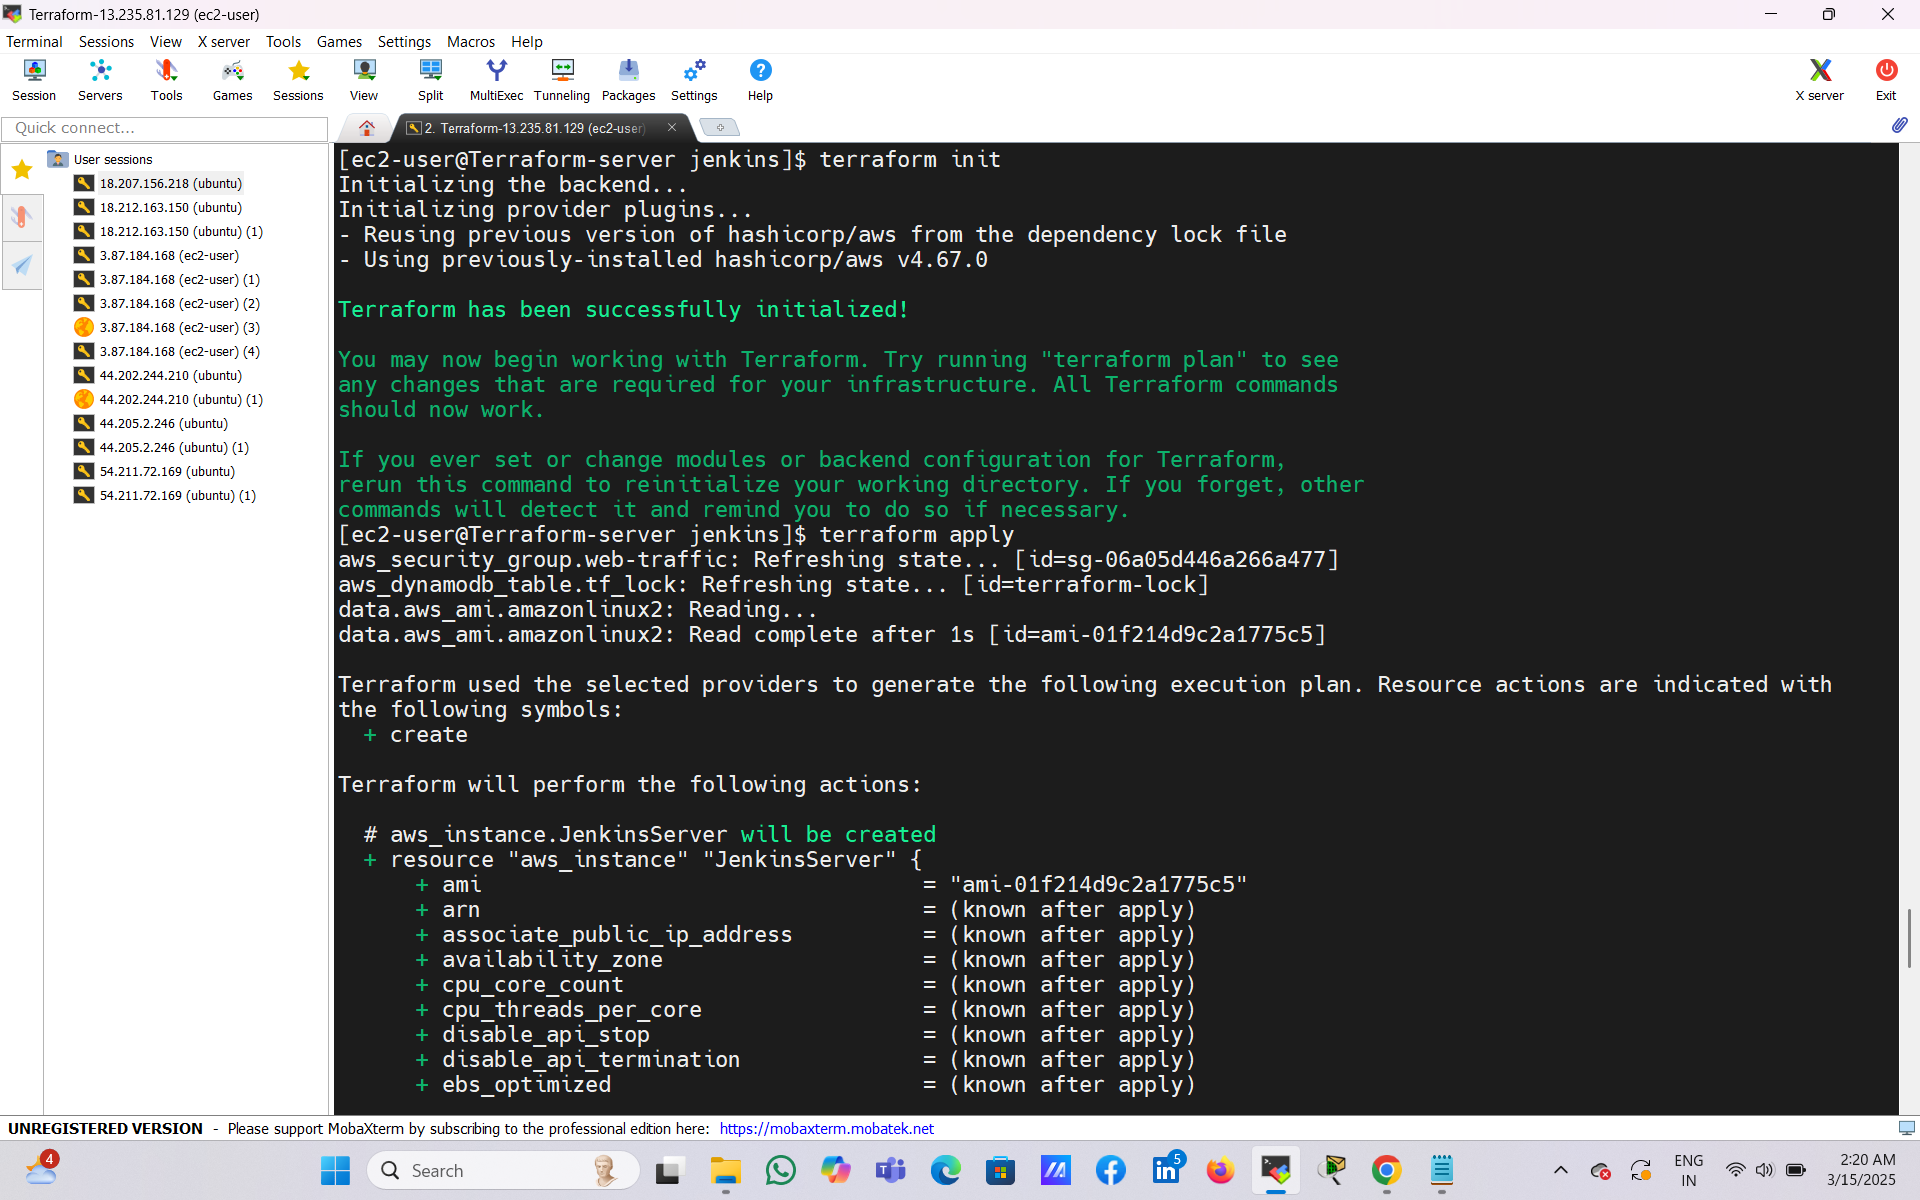 Terraform-13.235.81.129 (ec2-user)
Terminal Sessions View X server Tools Games Settings Macros Help
Session Servers Tools Games Sessions View Split MultiExec Tunneling Packages Settings Help X server Exit
Quick connect...
2. Terraform-13.235.81.129 (ec2-user)
User sessions
18.207.156.218 (ubuntu)
18.212.163.150 (ubuntu)
18.212.163.150 (ubuntu) (1)
3.87.184.168 (ec2-user)
3.87.184.168 (ec2-user) (1)
3.87.184.168 (ec2-user) (2)
3.87.184.168 (ec2-user) (3)
3.87.184.168 (ec2-user) (4)
44.202.244.210 (ubuntu)
44.202.244.210 (ubuntu) (1)
44.205.2.246 (ubuntu)
44.205.2.246 (ubuntu) (1)
54.211.72.169 (ubuntu)
54.211.72.169 (ubuntu) (1)
[ec2-user@Terraform-server jenkins]$ terraform init
Initializing the backend...
Initializing provider plugins...
- Reusing previous version of hashicorp/aws from the dependency lock file
- Using previously-installed hashicorp/aws v4.67.0
Terraform has been successfully initialized!
You may now begin working with Terraform. Try running "terraform plan" to see
any changes that are required for your infrastructure. All Terraform commands
should now work.
If you ever set or change modules or backend configuration for Terraform,
rerun this command to reinitialize your working directory. If you forget, other
commands will detect it and remind you to do so if necessary.
[ec2-user@Terraform-server jenkins]$ terraform apply
aws_security_group.web-traffic: Refreshing state... [id=sg-06a05d446a266a477]
aws_dynamodb_table.tf_lock: Refreshing state... [id=terraform-lock]
data.aws_ami.amazonlinux2: Reading...
data.aws_ami.amazonlinux2: Read complete after 1s [id=ami-01f214d9c2a1775c5]
Terraform used the selected providers to generate the following execution plan. Resource actions are indicated with
the following symbols:
+ create
Terraform will perform the following actions:
# aws_instance.JenkinsServer will be created
+ resource "aws_instance" "JenkinsServer" {
+ ami = "ami-01f214d9c2a1775c5"
+ arn = (known after apply)
+ associate_public_ip_address = (known after apply)
+ availability_zone = (known after apply)
+ cpu_core_count = (known after apply)
+ cpu_threads_per_core = (known after apply)
+ disable_api_stop = (known after apply)
+ disable_api_termination = (known after apply)
+ ebs_optimized = (known after apply)
UNREGISTERED VERSION - Please support MobaXterm by subscribing to the professional edition here: https://mobaxterm.mobatek.net
4
Search
5
ENG
IN
2:20 AM
3/15/2025